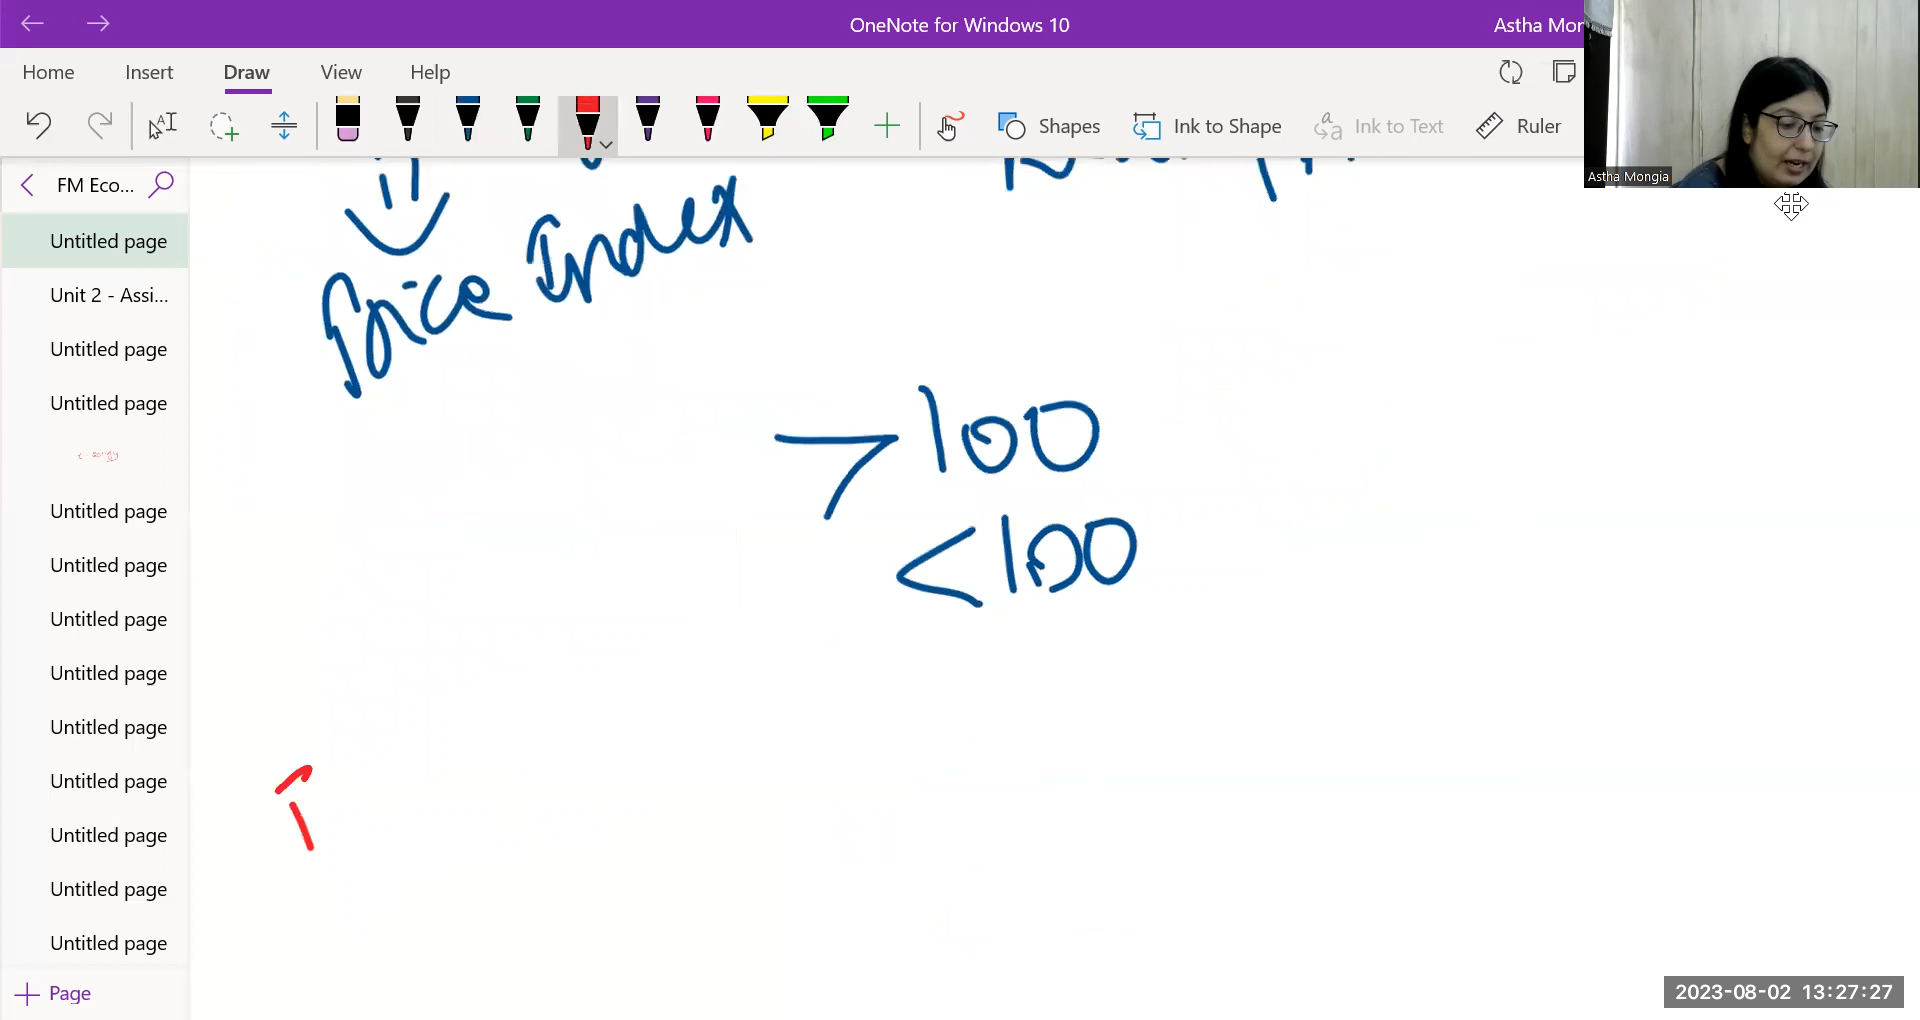 OneNote for Windows 10
Astha Mon
Home Insert Draw View Help
Shapes Ink to Shape Ink to Text Ruler
FM Eco...
Astha Mongia
Untitled page
Unit 2 - Assi...
Untitled page
Untitled page
Untitled page
Untitled page
Untitled page
Untitled page
Untitled page
Untitled page
Untitled page
Untitled page
Untitled page
Page
Price Index
>100
<100
2023-08-02 13:27:27